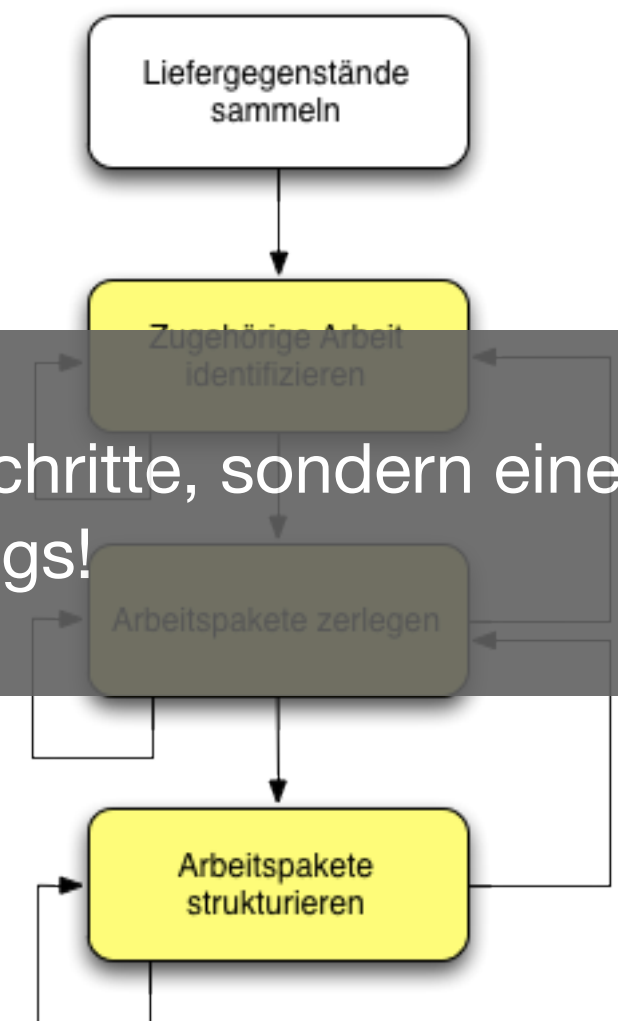 Liefergegenstände
sammeln
Zugehörige Arbeit
identifizieren
chritte, sondern eine
gs!
Arbeitspakete zerlegen
Arbeitspakete
strukturieren